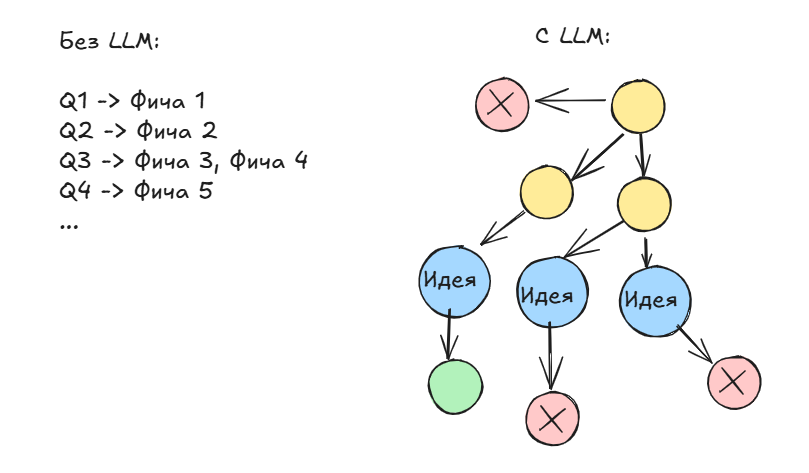 Без LLM:
Q1 -> Фича 1
Q2 -> Фича 2
Q3 -> Фича 3, Фича 4
Q4 -> Фича 5
...
С LLM:
Идея
Идея
Идея